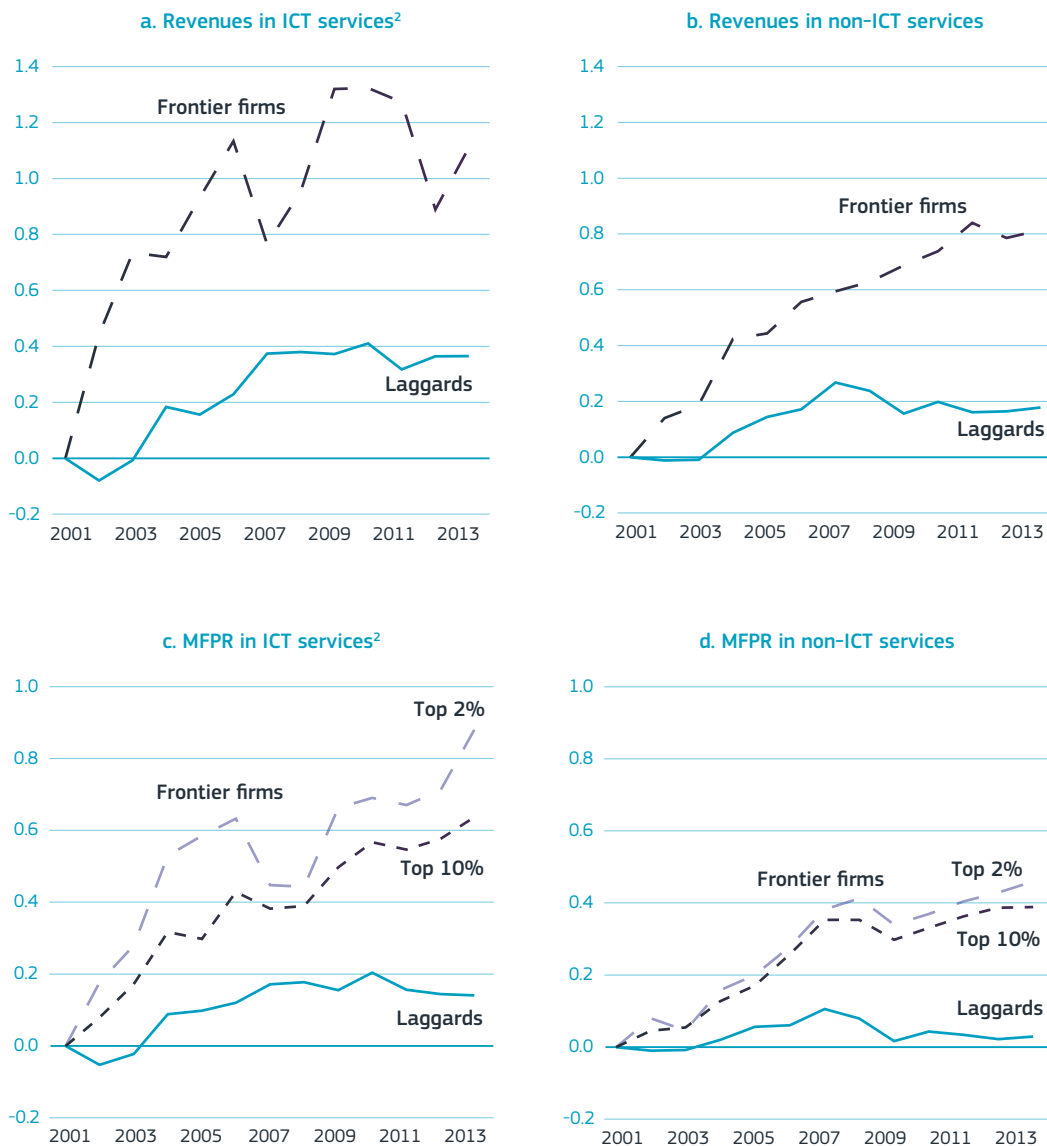 a. Revenues in ICT services²
1.4
1.2
1.0
0.8
0.6
0.4
0.2
0.0
-0.2
Frontier firms
Laggards
2001 2003 2005 2007 2009 2011 2013
b. Revenues in non-ICT services
1.4
1.2
1.0
0.8
0.6
0.4
0.2
0.0
-0.2
Frontier firms
Laggards
2001 2003 2005 2007 2009 2011 2013
c. MFPR in ICT services²
1.0
0.8
0.6
0.4
0.2
0.0
-0.2
Top 2%
Frontier firms
Top 10%
Laggards
2001 2003 2005 2007 2009 2011 2013
d. MFPR in non-ICT services
1.0
0.8
0.6
0.4
0.2
0.0
-0.2
Top 2%
Frontier firms
Top 10%
Laggards
2001 2003 2005 2007 2009 2011 2013